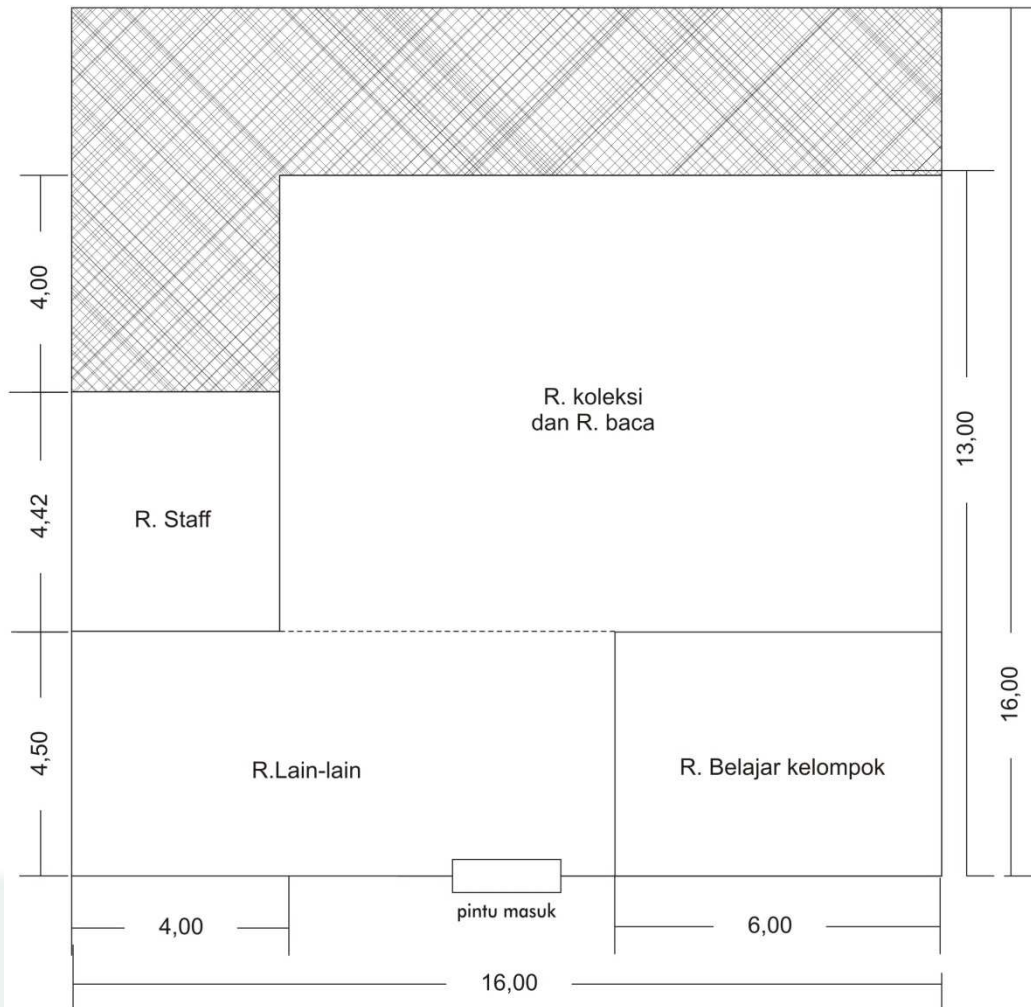 4,00
R. koleksi
dan R. baca
13,00
4,42
R. Staff
16,00
4,50
R.Lain-lain
R. Belajar kelompok
pintu masuk
4,00
6,00
16,00